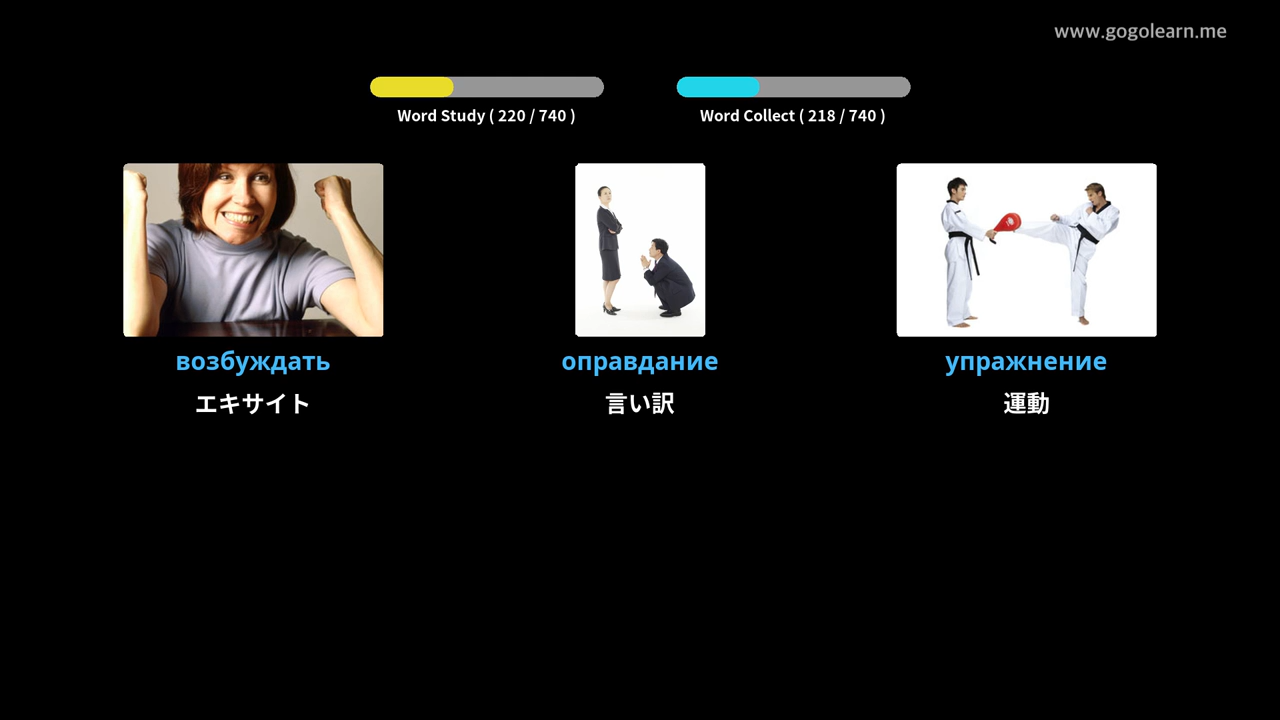 www.gogolearn.me
Word Study ( 220 / 740 )
Word Collect ( 218 / 740 )
возбуждать
оправдание
упражнение
エキサイト
言い訳
運動